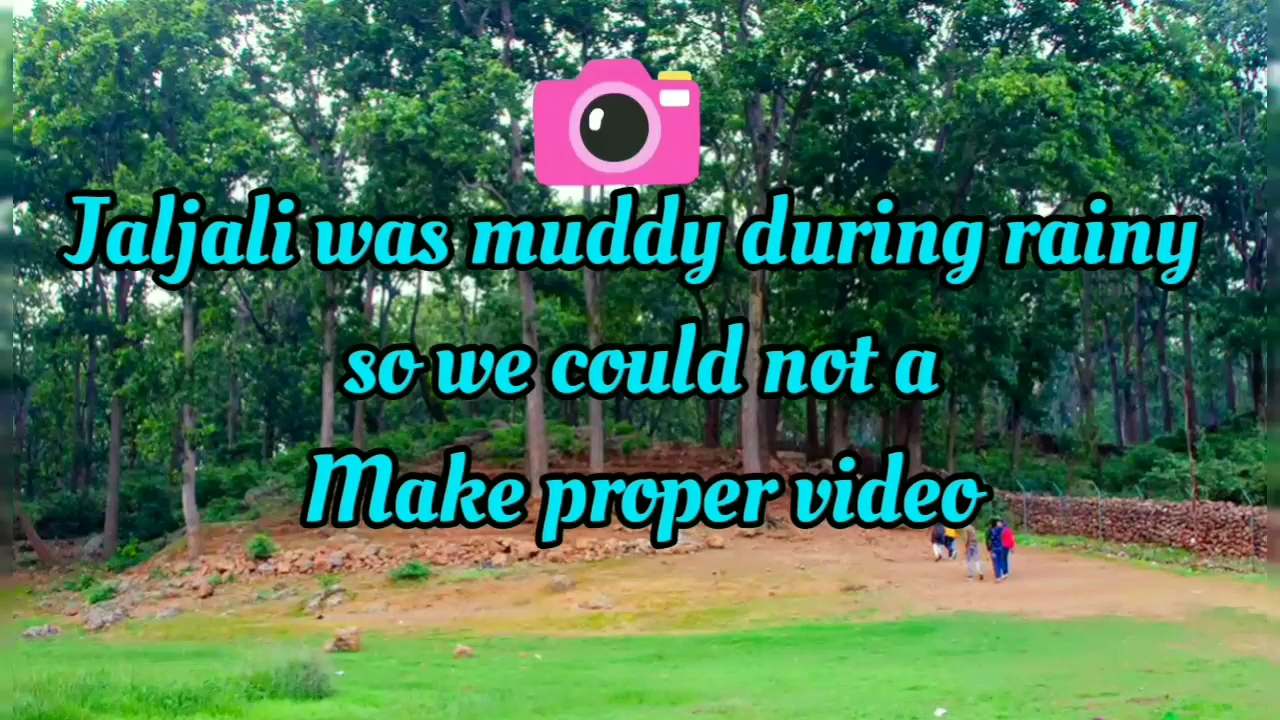 Jaljali was muddy during rainy
so we could not a
Make proper video